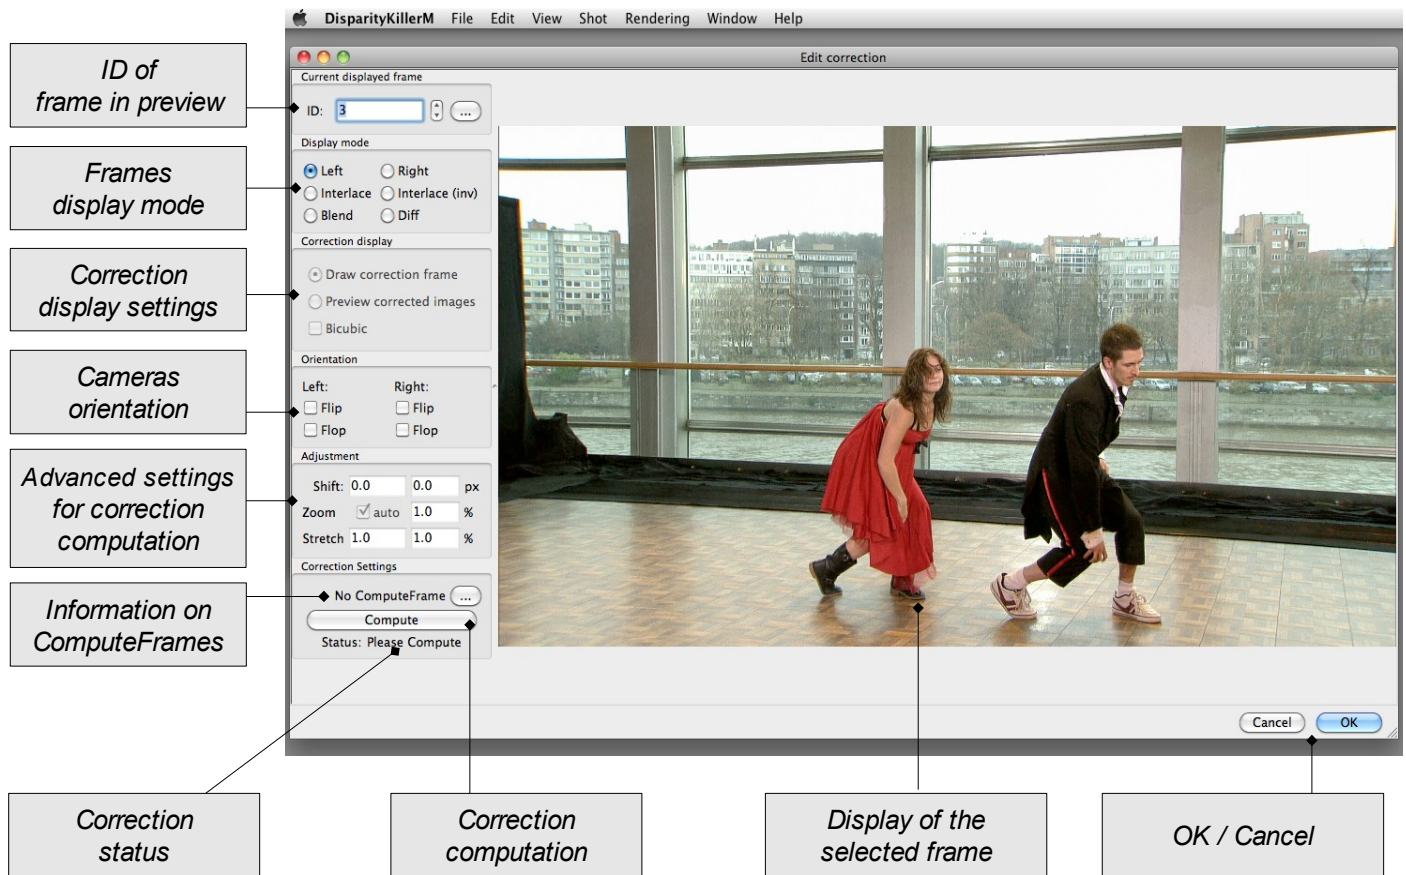 DisparityKillerM File Edit View Shot Rendering Window Help
Edit correction
ID of
frame in preview
Frames
display mode
Correction
display settings
Cameras
orientation
Advanced settings
for correction
computation
Information on
ComputeFrames
Current displayed frame
ID: 3 ...
Display mode
Left Right
Interlace Interlace (inv)
Blend Diff
Correction display
Draw correction frame
Preview corrected images
Bicubic
Orientation
Left: Right:
Flip Flip
Flop Flop
Adjustment
Shift: 0.0 0.0 px
Zoom auto 1.0 %
Stretch 1.0 1.0 %
Correction Settings
No ComputeFrame ...
Compute
Status: Please Compute
Cancel OK
Correction
status
Correction
computation
Display of the
selected frame
OK / Cancel